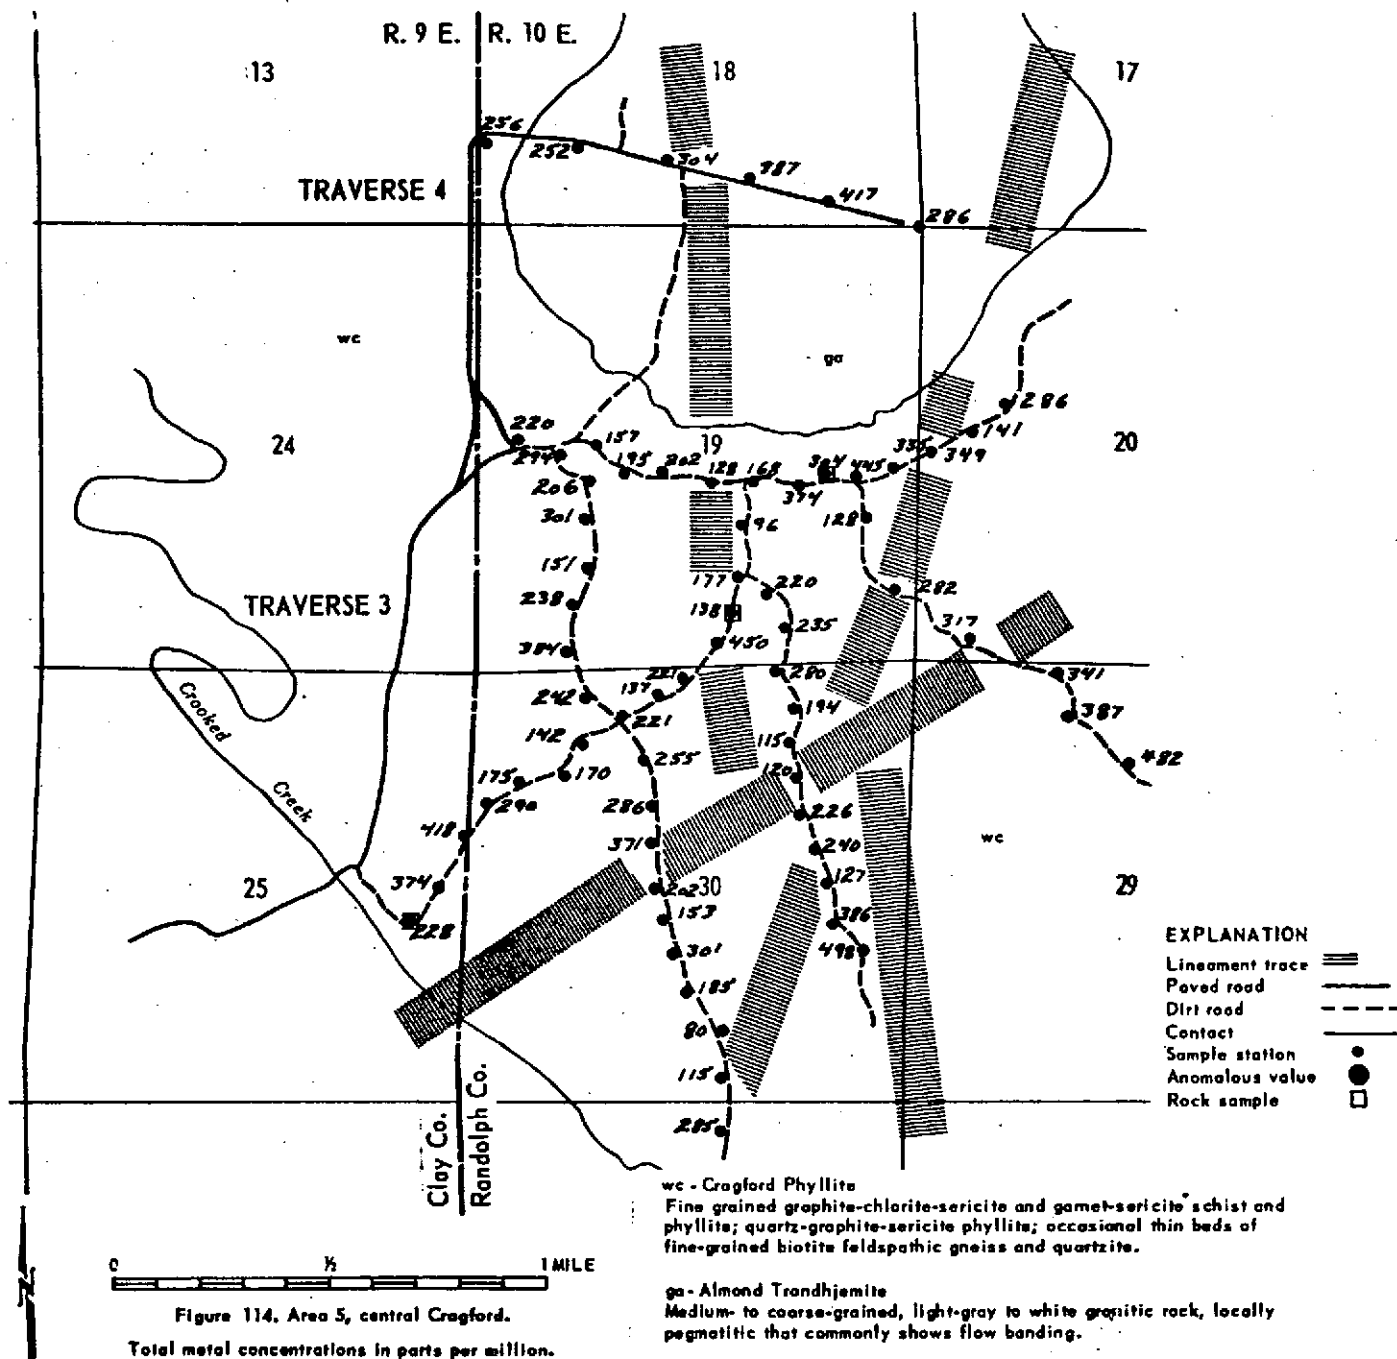 R. 9 E. R. 10 E.
13
18
17
256
252
304
387
417
286
TRAVERSE 4
wc
ga
24
19
20
220
294
157
195
202
128
165
374
304
445
335
349
141
286
206
301
151
238
384
242
96
177
138
450
221
137
221
142
170
175
290
418
374
228
220
235
280
194
115
120
226
240
127
386
498
128
282
317
341
387
482
TRAVERSE 3
Crooked
Creek
255
286
371
202
153
301
185
80
115
285
25
30
29
wc
Clay Co.
Randolph Co.
EXPLANATION
Lineament trace
Paved road
Dirt road
Contact
Sample station
Anomalous value
Rock sample
wc - Cragford Phyllite
Fine grained graphite-chlorite-sericite and garnet-sericite schist and
phyllite; quartz-graphite-sericite phyllite; occasional thin beds of
fine-grained biotite feldspathic gneiss and quartzite.
ga - Almond Trondhjemite
Medium- to coarse-grained, light-gray to white granitic rock, locally
pegmatitic that commonly shows flow banding.
0 ½ 1 MILE
Figure 114. Area 5, central Cragford.
Total metal concentrations in parts per million.